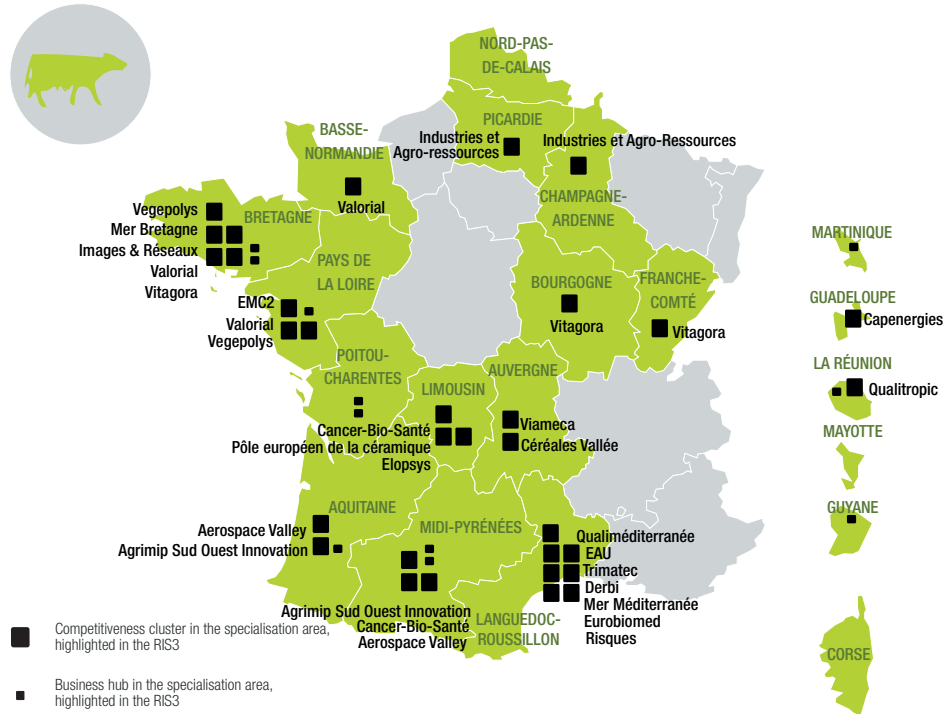 NORD-PAS-
DE-CALAIS
PICARDIE
Industries et
Agro-ressources
Industries et Agro-Ressources
CHAMPAGNE-
ARDENNE
BASSE-
NORMANDIE
Valorial
BRETAGNE
Vegepolys
Mer Bretagne
Images & Réseaux
Valorial
Vitagora
PAYS DE
LA LOIRE
EMC2
Valorial
Vegepolys
BOURGOGNE
Vitagora
FRANCHE-
COMTÉ
Vitagora
POITOU-
CHARENTES
LIMOUSIN
Cancer-Bio-Santé
Pôle européen de la céramique
Elopsys
AUVERGNE
Viameca
Céréales Vallée
AQUITAINE
Aerospace Valley
Agrimip Sud Ouest Innovation
MIDI-PYRÉNÉES
Agrimip Sud Ouest Innovation
Cancer-Bio-Santé
Aerospace Valley
LANGUEDOC-
ROUSSILLON
Qualiméditerranée
EAU
Trimatec
Derbi
Mer Méditerranée
Eurobiomed
Risques
MARTINIQUE
GUADELOUPE
Capenergies
LA RÉUNION
Qualitropic
MAYOTTE
GUYANE
CORSE
Competitiveness cluster in the specialisation area,
highlighted in the RIS3
Business hub in the specialisation area,
highlighted in the RIS3